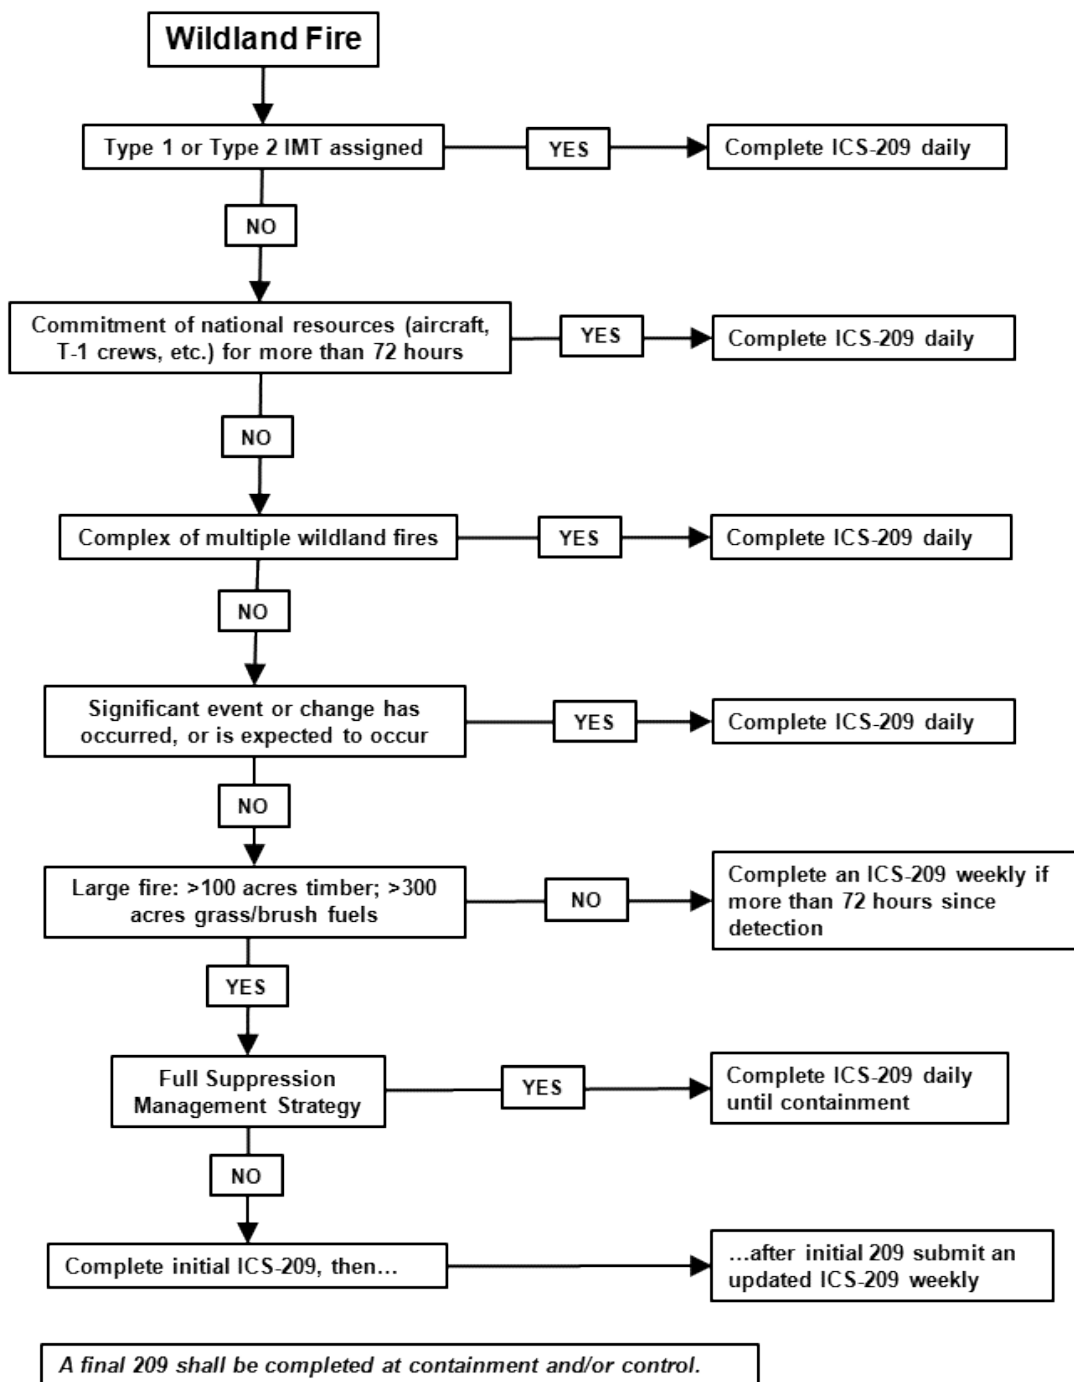 Wildland Fire
Type 1 or Type 2 IMT assigned
YES
Complete ICS-209 daily
NO
Commitment of national resources (aircraft,
T-1 crews, etc.) for more than 72 hours
YES
Complete ICS-209 daily
NO
Complex of multiple wildland fires
YES
Complete ICS-209 daily
NO
Significant event or change has
occurred, or is expected to occur
YES
Complete ICS-209 daily
NO
Large fire: >100 acres timber; >300
acres grass/brush fuels
NO
Complete an ICS-209 weekly if
more than 72 hours since
detection
YES
Full Suppression
Management Strategy
YES
Complete ICS-209 daily
until containment
NO
Complete initial ICS-209, then...
...after initial 209 submit an
updated ICS-209 weekly
A final 209 shall be completed at containment and/or control.